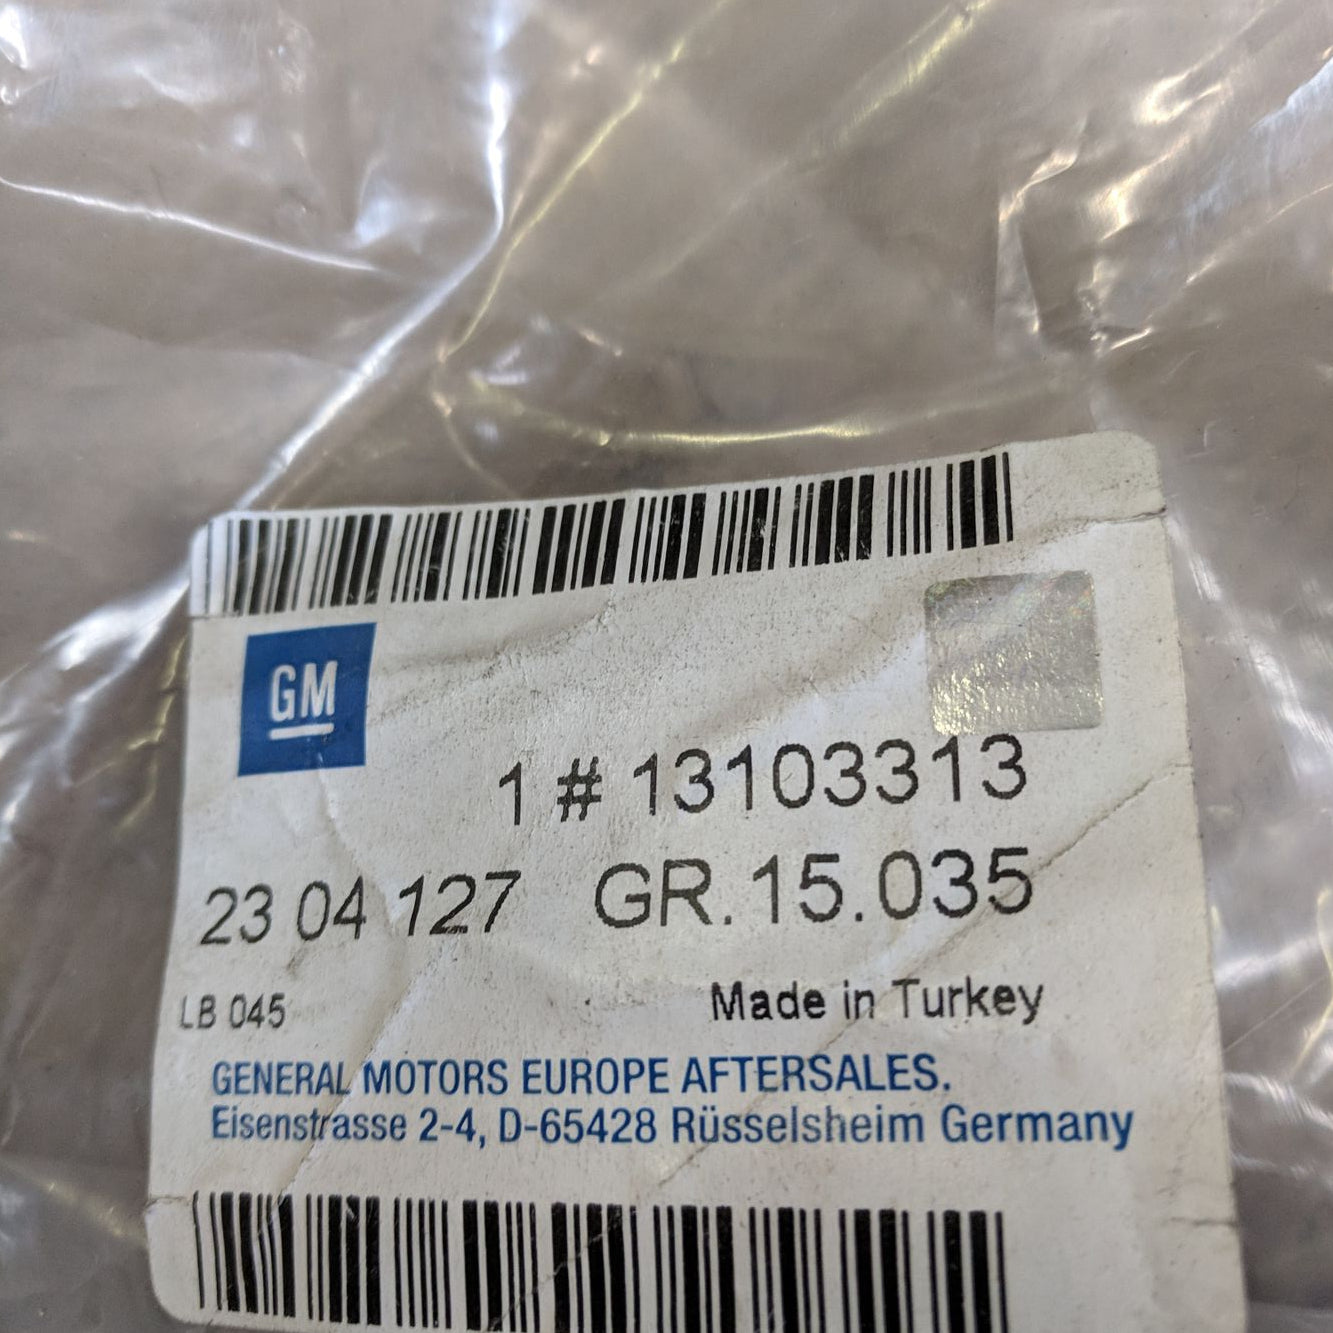 GM
1 # 13103313
23 04 127 GR.15.035
LB 045 Made in Turkey
GENERAL MOTORS EUROPE AFTERSALES.
Eisenstrasse 2-4, D-65428 Rüsselsheim Germany